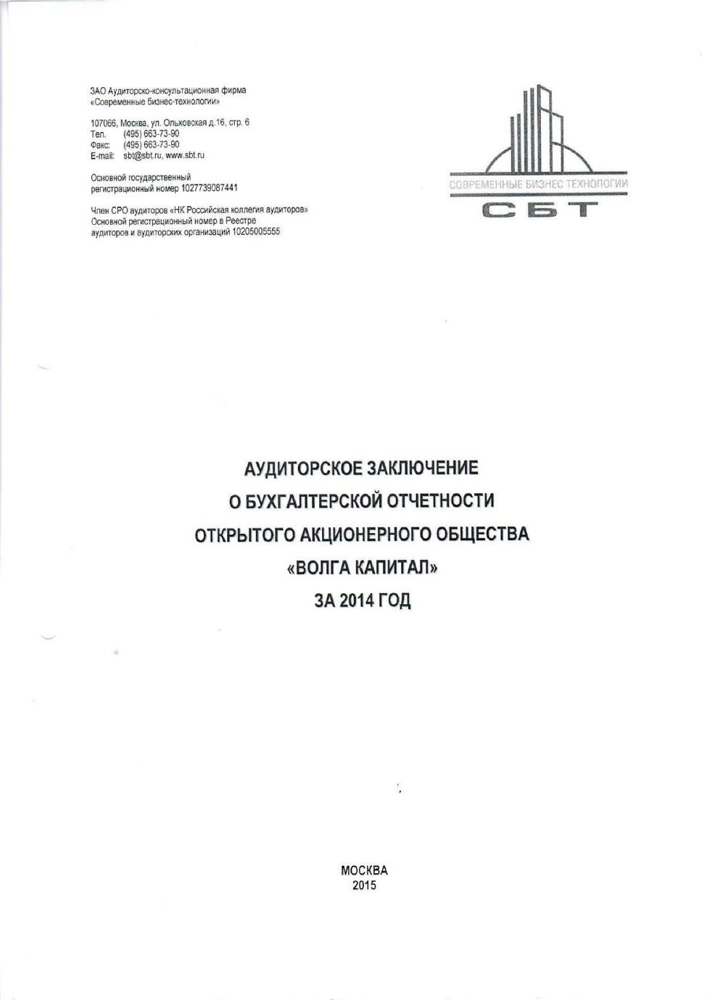 ЗАО Аудиторско-консультационная фирма
«Современные бизнес-технологии»
107066, Москва, ул. Ольховская д.16, стр. 6
Тел. (495) 663-73-90
Факс: (495) 663-73-90
E-mail: sbt@sbt.ru, www.sbt.ru
Основной государственный
регистрационный номер 1027739087441
Член СРО аудиторов «НК Российская коллегия аудиторов»
Основной регистрационный номер в Реестре
аудиторов и аудиторских организаций 10205005555
СОВРЕМЕННЫЕ БИЗНЕС ТЕХНОЛОГИИ
СБТ
АУДИТОРСКОЕ ЗАКЛЮЧЕНИЕ
О БУХГАЛТЕРСКОЙ ОТЧЕТНОСТИ
ОТКРЫТОГО АКЦИОНЕРНОГО ОБЩЕСТВА
«ВОЛГА КАПИТАЛ»
ЗА 2014 ГОД
МОСКВА
2015